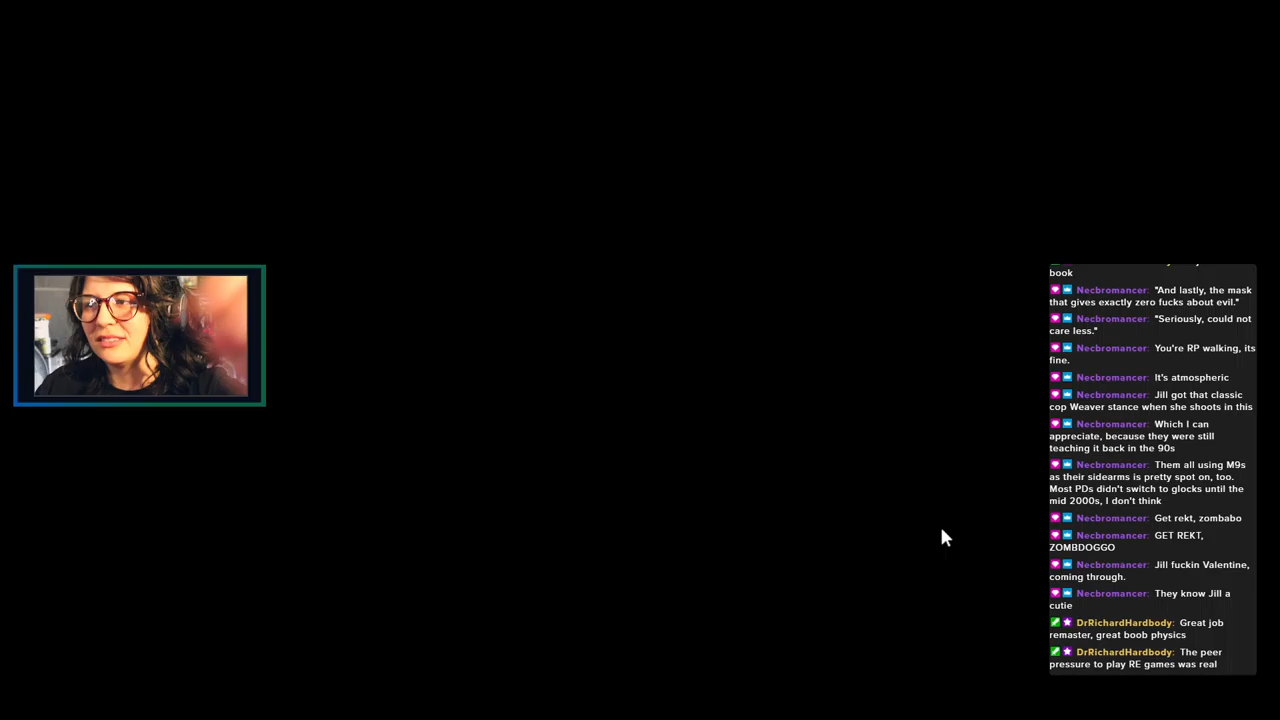 book
Necbromancer: "And lastly, the mask
that gives exactly zero fucks about evil."
Necbromancer: "Seriously, could not
care less."
Necbromancer: You're RP walking, its
fine.
Necbromancer: It's atmospheric
Necbromancer: Jill got that classic
cop Weaver stance when she shoots in this
Necbromancer: Which I can
appreciate, because they were still
teaching it back in the 90s
Necbromancer: Them all using M9s
as their sidearms is pretty spot on, too.
Most PDs didn't switch to glocks until the
mid 2000s, I don't think
Necbromancer: Get rekt, zombabo
Necbromancer: GET REKT,
ZOMBDOGGO
Necbromancer: Jill fuckin Valentine,
coming through.
Necbromancer: They know Jill a
cutie
DrRichardHardbody: Great job
remaster, great boob physics
DrRichardHardbody: The peer
pressure to play RE games was real